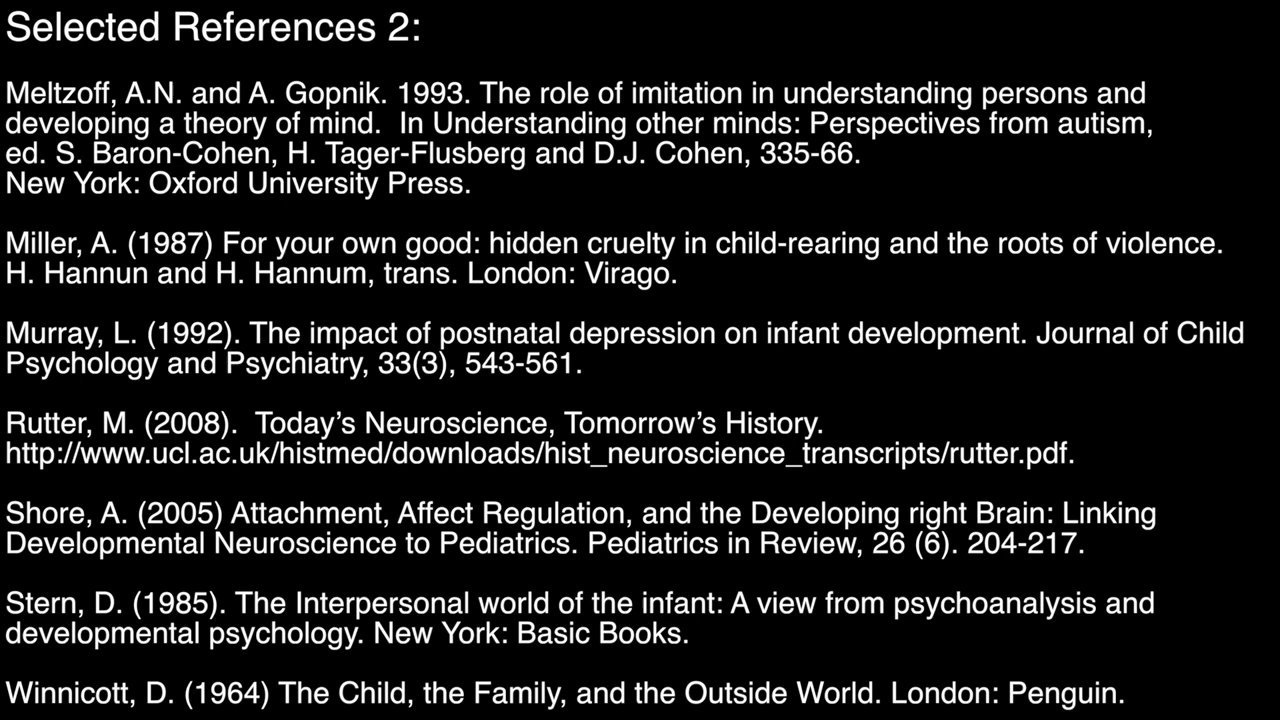 Selected References 2:
Meltzoff, A.N. and A. Gopnik. 1993. The role of imitation in understanding persons and
developing a theory of mind.  In Understanding other minds: Perspectives from autism,
ed. S. Baron-Cohen, H. Tager-Flusberg and D.J. Cohen, 335-66.
New York: Oxford University Press.
Miller, A. (1987) For your own good: hidden cruelty in child-rearing and the roots of violence.
H. Hannun and H. Hannum, trans. London: Virago.
Murray, L. (1992). The impact of postnatal depression on infant development. Journal of Child
Psychology and Psychiatry, 33(3), 543-561.
Rutter, M. (2008).  Today’s Neuroscience, Tomorrow’s History.
http://www.ucl.ac.uk/histmed/downloads/hist_neuroscience_transcripts/rutter.pdf.
Shore, A. (2005) Attachment, Affect Regulation, and the Developing right Brain: Linking
Developmental Neuroscience to Pediatrics. Pediatrics in Review, 26 (6). 204-217.
Stern, D. (1985). The Interpersonal world of the infant: A view from psychoanalysis and
developmental psychology. New York: Basic Books.
Winnicott, D. (1964) The Child, the Family, and the Outside World. London: Penguin.